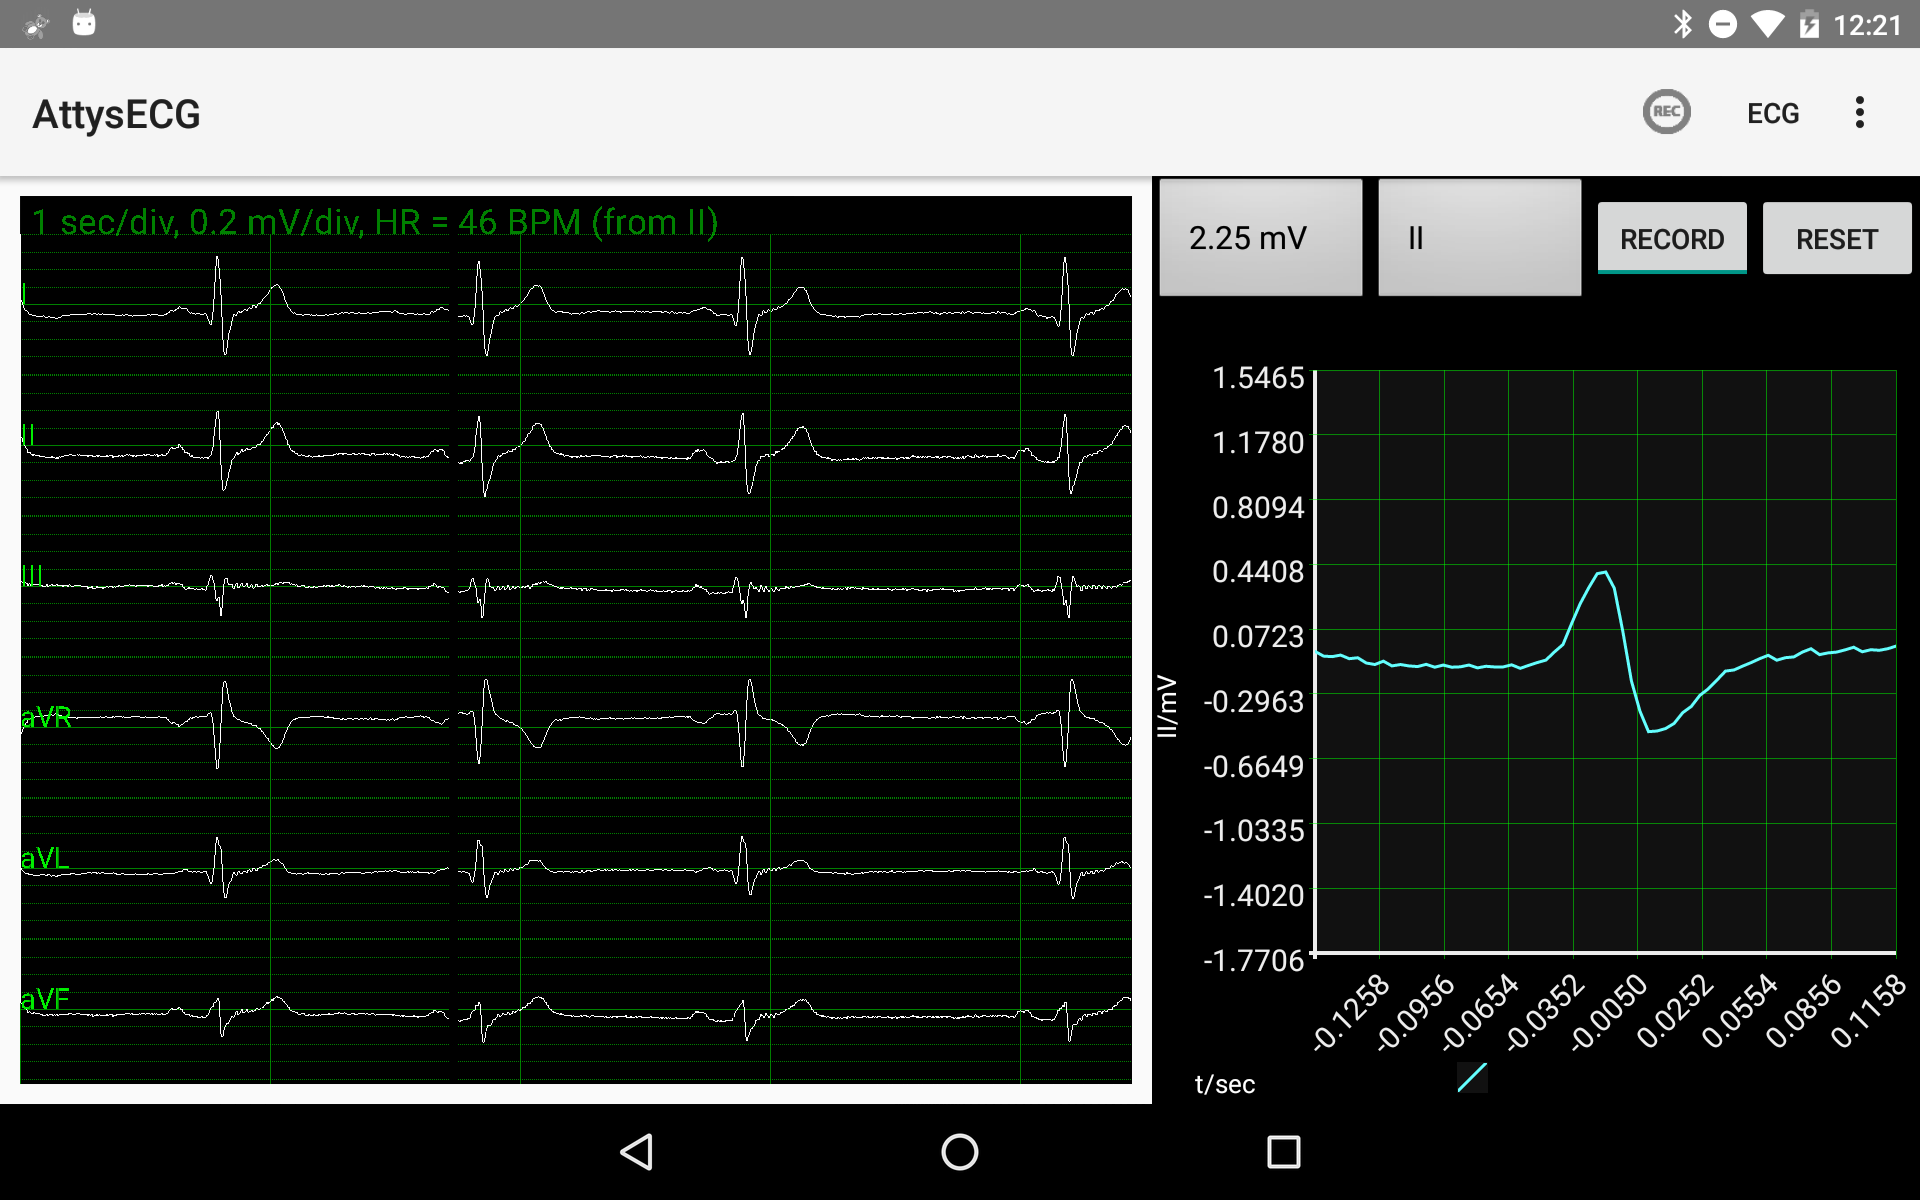 12:21
AttysECG
REC
ECG
1 sec/div, 0.2 mV/div, HR = 46 BPM (from II)
I
II
III
aVR
aVL
aVF
2.25 mV
II
RECORD
RESET
1.5465
1.1780
0.8094
0.4408
0.0723
-0.2963
-0.6649
-1.0335
-1.4020
-1.7706
II/mV
-0.1258
-0.0956
-0.0654
-0.0352
-0.0050
0.0252
0.0554
0.0856
0.1158
t/sec